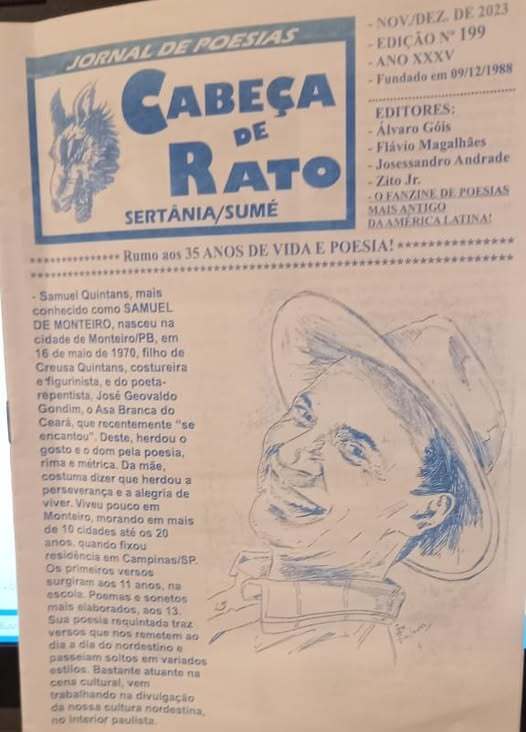 JORNAL DE POESIAS
CABEÇA
DE
RATO
SERTÂNIA/SUMÉ
- NOV./DEZ. DE 2023
- EDIÇÃO Nº 199
- ANO XXXV
- Fundado em 09/12/1988
EDITORES:
- Álvaro Góis
- Flávio Magalhães
- Josessandro Andrade
- Zito Jr.
- O FANZINE DE POESIAS
MAIS ANTIGO
DA AMÉRICA LATINA!
*************** Rumo aos 35 ANOS DE VIDA E POESIA! ***************
- Samuel Quintans, mais
conhecido como SAMUEL
DE MONTEIRO, nasceu na
cidade de Monteiro/PB, em
16 de maio de 1970, filho de
Creusa Quintans, costureira
e figurinista, e do poeta-
repentista, José Geovaldo
Gondim, o Asa Branca do
Ceará, que recentemente "se
encantou". Deste, herdou o
gosto e o dom pela poesia,
rima e métrica. Da mãe,
costuma dizer que herdou a
perseverança e a alegria de
viver. Viveu pouco em
Monteiro, morando em mais
de 10 cidades até os 20
anos, quando fixou
residência em Campinas/SP.
Os primeiros versos
surgiram aos 11 anos, na
escola. Poemas e sonetos
mais elaborados, aos 13.
Sua poesia requintada traz
versos que nos remetem ao
dia a dia do nordestino e
passeiam soltos em variados
estilos. Bastante atuante na
cena cultural, vem
trabalhando na divulgação
da nossa cultura nordestina,
no interior paulista.